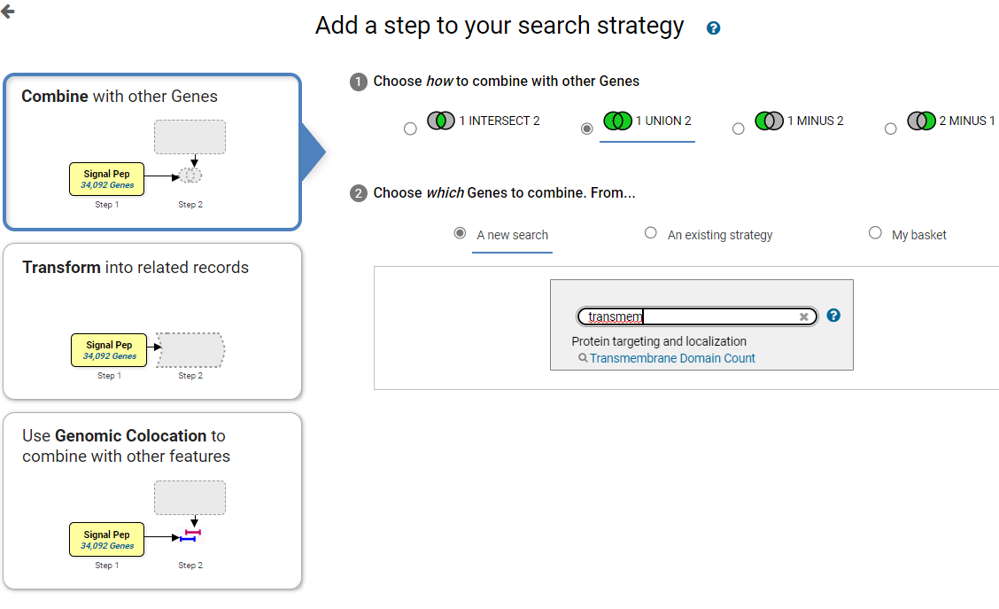 Add a step to your search strategy ?
Combine with other Genes
Signal Pep
34,092 Genes
Step 1
Step 2
Transform into related records
Signal Pep
34,092 Genes
Step 1
Step 2
Use Genomic Colocation to
combine with other features
Signal Pep
34,092 Genes
Step 1
Step 2
1 Choose how to combine with other Genes
1 INTERSECT 2
1 UNION 2
1 MINUS 2
2 MINUS 1
2 Choose which Genes to combine. From...
A new search
An existing strategy
My basket
transmem ?
Protein targeting and localization
Transmembrane Domain Count